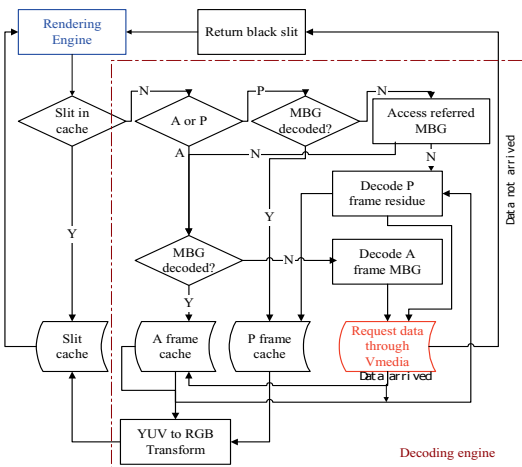 Rendering
Engine
Return black slit
N
P
Slit in
cache
A or P
MBG
decoded?
N
Access referred
MBG
A
N
N
Data not arrived
Decode P
frame residue
Y
Y
MBG
decoded?
N
Decode A
frame MBG
Y
Slit
cache
A frame
cache
P frame
cache
Request data
through
Vmedia
Data arrived
YUV to RGB
Transform
Decoding engine